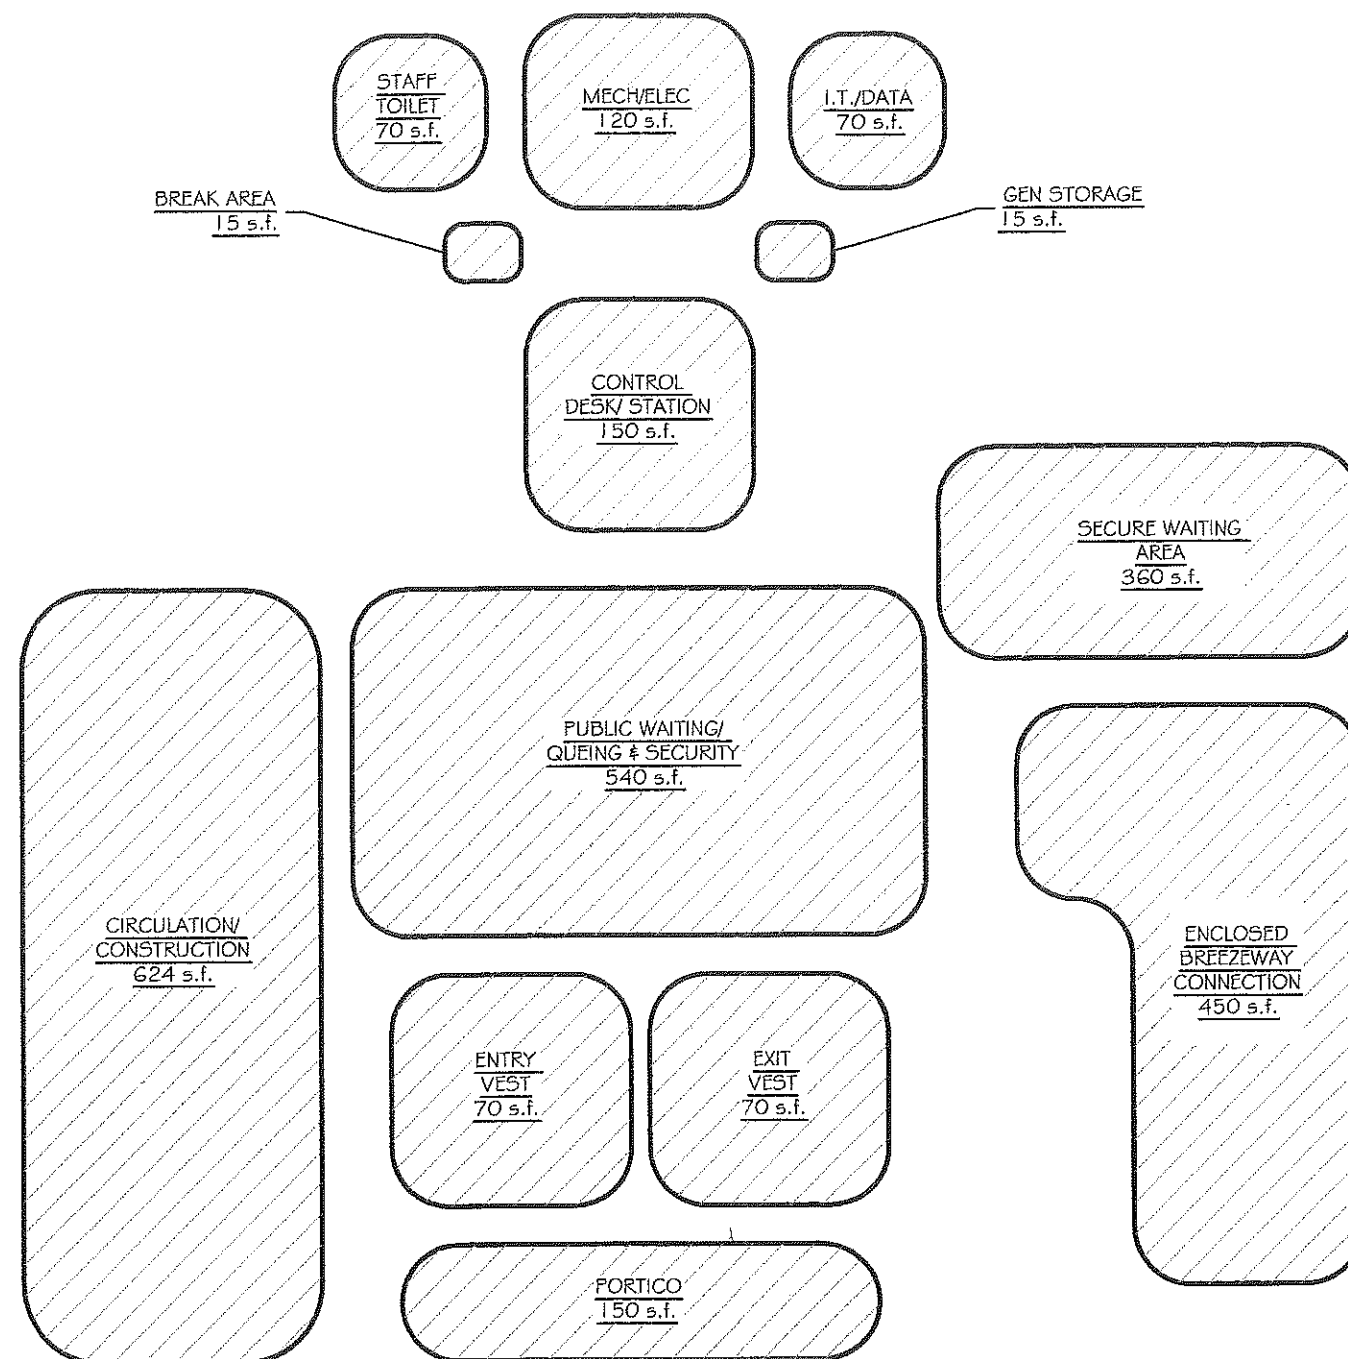 STAFF
TOILET
70 s.f.
MECH/ELEC
120 s.f.
I.T./DATA
70 s.f.
BREAK AREA
15 s.f.
GEN STORAGE
15 s.f.
CONTROL
DESK/ STATION
150 s.f.
SECURE WAITING
AREA
360 s.f.
PUBLIC WAITING/
QUEING & SECURITY
540 s.f.
CIRCULATION/
CONSTRUCTION
624 s.f.
ENCLOSED
BREEZEWAY
CONNECTION
450 s.f.
ENTRY
VEST
70 s.f.
EXIT
VEST
70 s.f.
PORTICO
150 s.f.